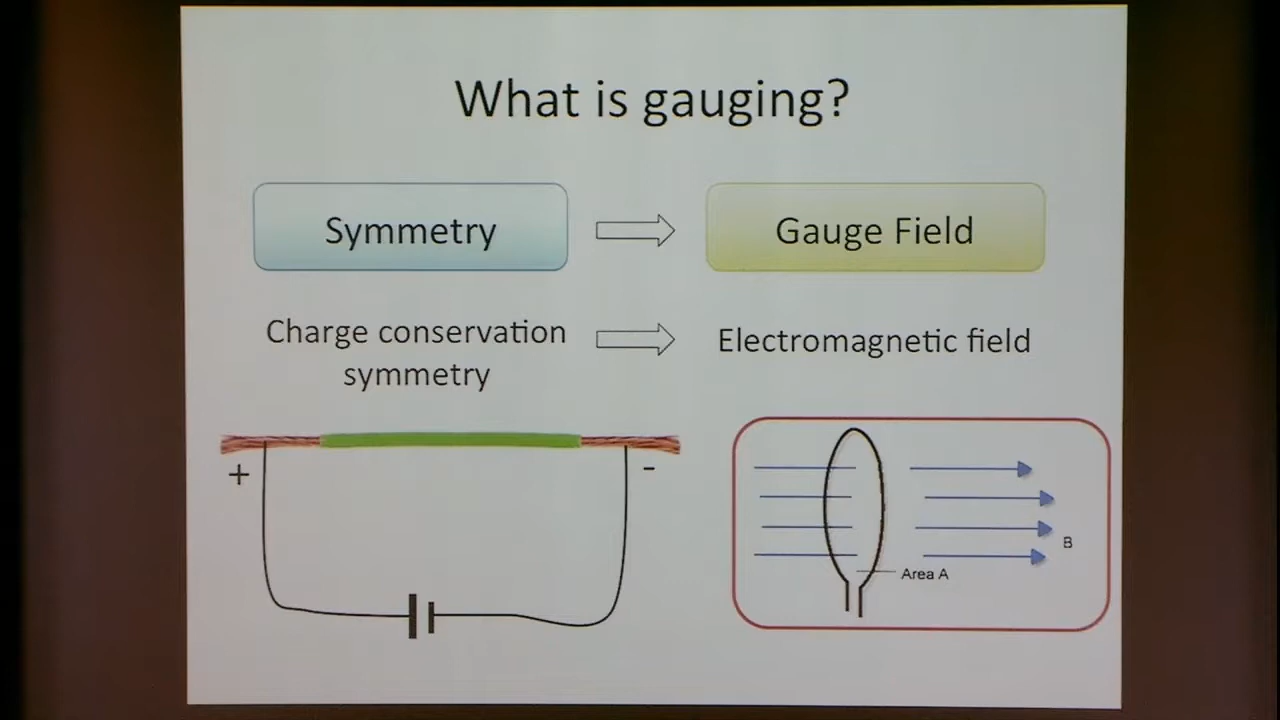 What is gauging?
Symmetry
Gauge Field
Charge conservation
symmetry
Electromagnetic field
+
-
B
Area A